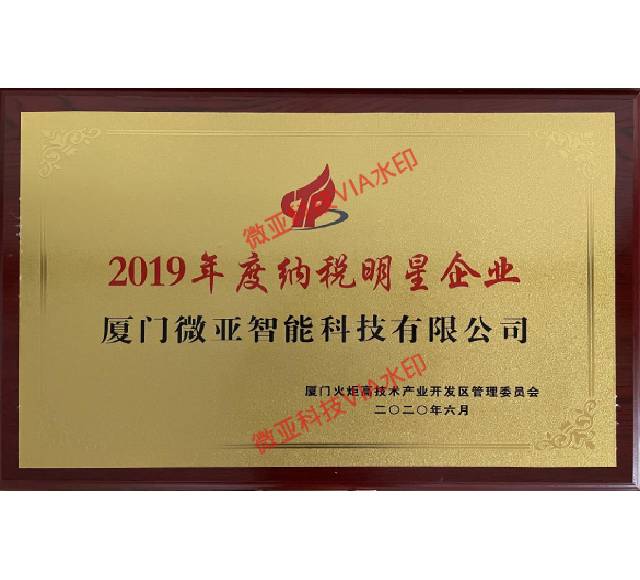 微亚科技VIA水印
2019年度纳税明星企业
厦门微亚智能科技有限公司
厦门火炬高技术产业开发区管理委员会
二〇二〇年六月
微亚科技VIA水印